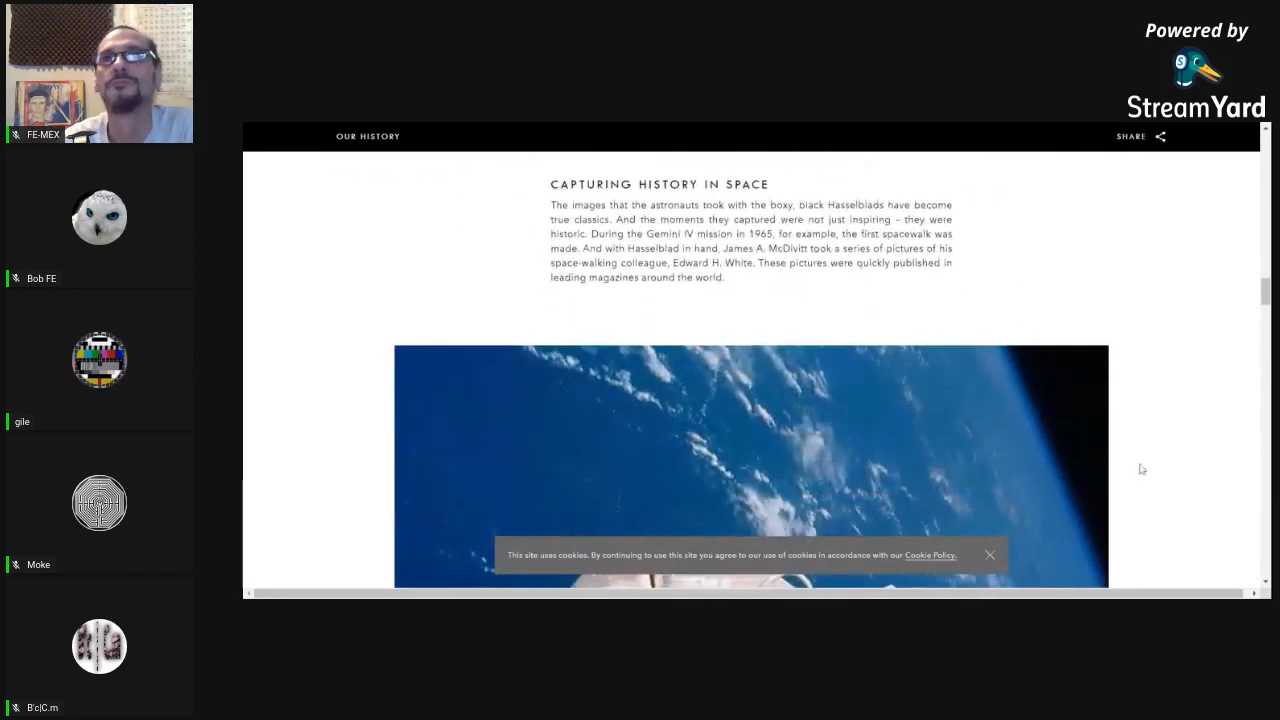 Powered by
StreamYard
OUR HISTORY
SHARE
CAPTURING HISTORY IN SPACE
The images that the astronauts took with the boxy, black Hasselblads have become
true classics. And the moments they captured were not just inspiring - they were
historic. During the Gemini IV mission in 1965, for example, the first spacewalk was
made. And with Hasselblad in hand, James A. McDivitt took a series of pictures of his
space-walking colleague, Edward H. White. These pictures were quickly published in
leading magazines around the world.
This site uses cookies. By continuing to use this site you agree to our use of cookies in accordance with our Cookie Policy.
FE-MEX
Bob FE
gile
Moke
B'c|C.m